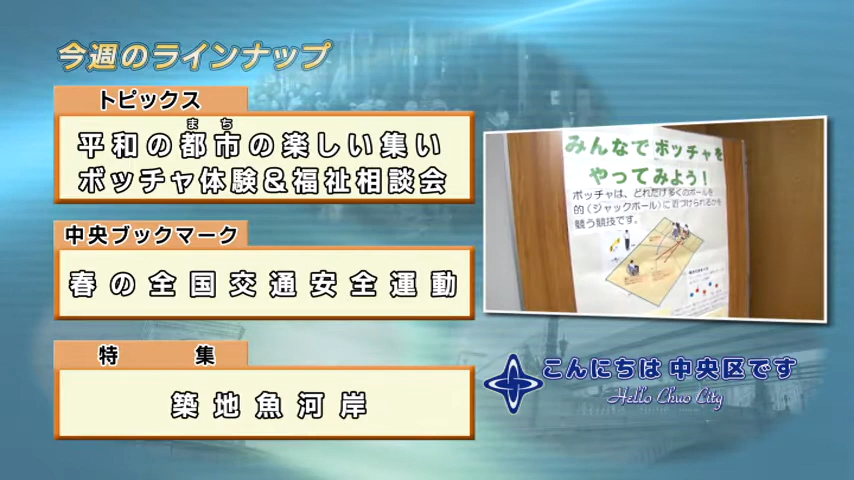 今週のラインナップ
トピックス
まち
平和の都市の楽しい集い
ボッチャ体験&福祉相談会
中央ブックマーク
春の全国交通安全運動
特集
築地魚河岸
みんなでボッチャを
やってみよう!
ボッチャは、どれだけ多くのボールを
的(ジャックボール)に近づけられるかを
競う競技です。
こんにちは 中央区です
Hello Chuo City